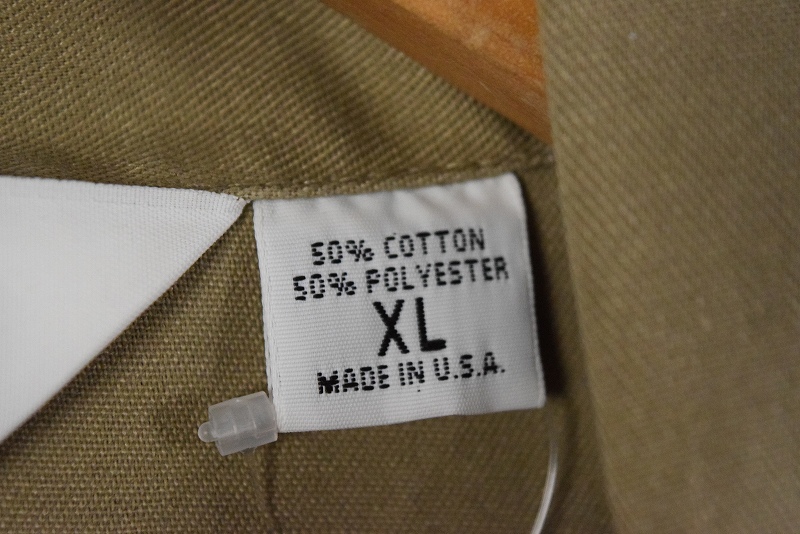 50% COTTON
50% POLYESTER
XL
MADE IN U.S.A.